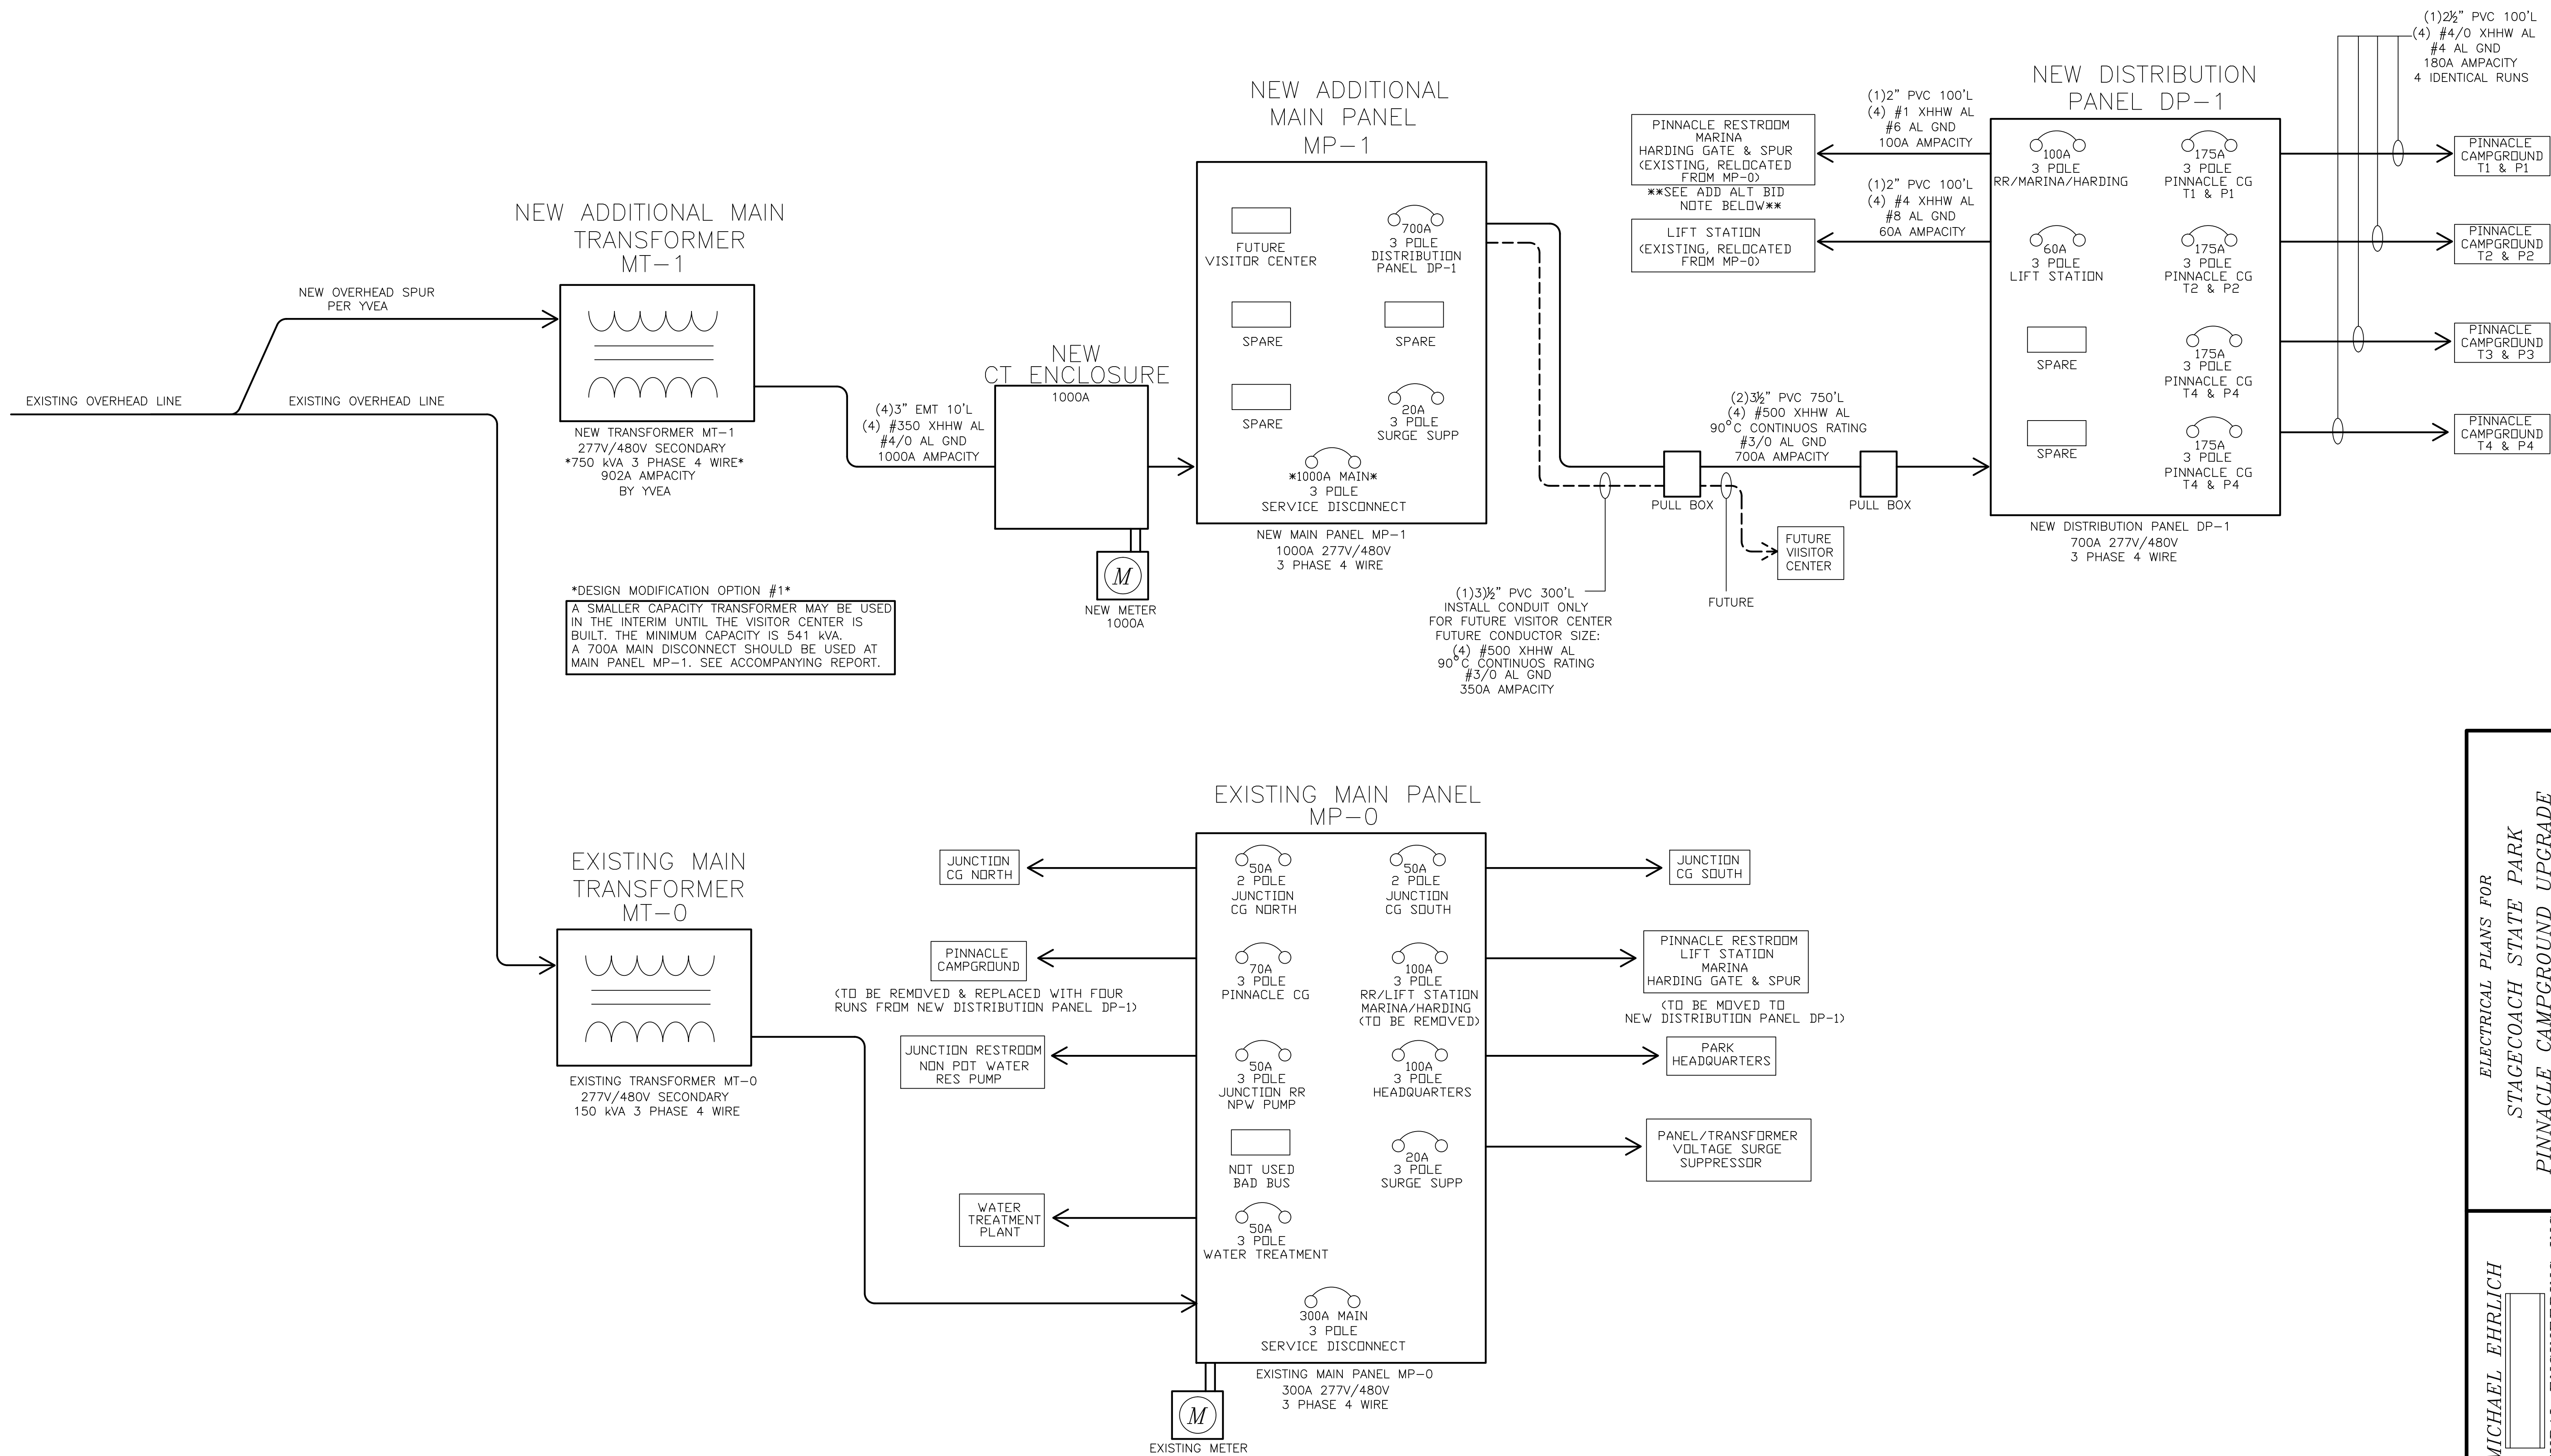 (1)2½" PVC 100'L
(4) #4/0 XHHW AL
#4 AL GND
180A AMPACITY
4 IDENTICAL RUNS
NEW ADDITIONAL
MAIN PANEL
MP-1
NEW DISTRIBUTION
PANEL DP-1
(1)2" PVC 100'L
(4) #1 XHHW AL
#6 AL GND
100A AMPACITY
PINNACLE RESTROOM
MARINA
HARDING GATE & SPUR
(EXISTING, RELOCATED
FROM MP-0)
**SEE ADD ALT BID
NOTE BELOW**
(1)2" PVC 100'L
(4) #4 XHHW AL
#8 AL GND
60A AMPACITY
LIFT STATION
(EXISTING, RELOCATED
FROM MP-0)
100A
3 POLE
RR/MARINA/HARDING
175A
3 POLE
PINNACLE CG
T1 & P1
60A
3 POLE
LIFT STATION
175A
3 POLE
PINNACLE CG
T2 & P2
SPARE
175A
3 POLE
PINNACLE CG
T4 & P4
SPARE
175A
3 POLE
PINNACLE CG
T4 & P4
NEW DISTRIBUTION PANEL DP-1
700A 277V/480V
3 PHASE 4 WIRE
PINNACLE
CAMPGROUND
T1 & P1
PINNACLE
CAMPGROUND
T2 & P2
PINNACLE
CAMPGROUND
T3 & P3
PINNACLE
CAMPGROUND
T4 & P4
NEW ADDITIONAL MAIN
TRANSFORMER
MT-1
NEW OVERHEAD SPUR
PER YVEA
EXISTING OVERHEAD LINE
EXISTING OVERHEAD LINE
NEW TRANSFORMER MT-1
277V/480V SECONDARY
*750 kVA 3 PHASE 4 WIRE*
902A AMPACITY
BY YVEA
(4)3" EMT 10'L
(4) #350 XHHW AL
#4/0 AL GND
1000A AMPACITY
NEW
CT ENCLOSURE
1000A
M
NEW METER
1000A
FUTURE
VISITOR CENTER
700A
3 POLE
DISTRIBUTION
PANEL DP-1
SPARE
SPARE
SPARE
20A
3 POLE
SURGE SUPP
*1000A MAIN*
3 POLE
SERVICE DISCONNECT
NEW MAIN PANEL MP-1
1000A 277V/480V
3 PHASE 4 WIRE
(2)3½" PVC 750'L
(4) #500 XHHW AL
90°C CONTINUOS RATING
#3/0 AL GND
700A AMPACITY
PULL BOX
PULL BOX
FUTURE
VIISITOR
CENTER
FUTURE
(1)3)½" PVC 300'L
INSTALL CONDUIT ONLY
FOR FUTURE VISITOR CENTER
FUTURE CONDUCTOR SIZE:
(4) #500 XHHW AL
90°C CONTINUOS RATING
#3/0 AL GND
350A AMPACITY
*DESIGN MODIFICATION OPTION #1*
A SMALLER CAPACITY TRANSFORMER MAY BE USED
IN THE INTERIM UNTIL THE VISITOR CENTER IS
BUILT. THE MINIMUM CAPACITY IS 541 kVA.
A 700A MAIN DISCONNECT SHOULD BE USED AT
MAIN PANEL MP-1. SEE ACCOMPANYING REPORT.
EXISTING MAIN
TRANSFORMER
MT-0
EXISTING TRANSFORMER MT-0
277V/480V SECONDARY
150 kVA 3 PHASE 4 WIRE
EXISTING MAIN PANEL
MP-0
JUNCTION
CG NORTH
50A
2 POLE
JUNCTION
CG NORTH
50A
2 POLE
JUNCTION
CG SOUTH
JUNCTION
CG SOUTH
PINNACLE
CAMPGROUND
(TO BE REMOVED & REPLACED WITH FOUR
RUNS FROM NEW DISTRIBUTION PANEL DP-1)
70A
3 POLE
PINNACLE CG
100A
3 POLE
RR/LIFT STATION
MARINA/HARDING
(TO BE REMOVED)
PINNACLE RESTROOM
LIFT STATION
MARINA
HARDING GATE & SPUR
(TO BE MOVED TO
NEW DISTRIBUTION PANEL DP-1)
JUNCTION RESTROOM
NON POT WATER
RES PUMP
50A
3 POLE
JUNCTION RR
NPW PUMP
100A
3 POLE
HEADQUARTERS
PARK
HEADQUARTERS
NOT USED
BAD BUS
20A
3 POLE
SURGE SUPP
PANEL/TRANSFORMER
VOLTAGE SURGE
SUPPRESSOR
WATER
TREATMENT
PLANT
50A
3 POLE
WATER TREATMENT
300A MAIN
3 POLE
SERVICE DISCONNECT
EXISTING MAIN PANEL MP-0
300A 277V/480V
3 PHASE 4 WIRE
M
EXISTING METER
ELECTRICAL PLANS FOR
STAGECOACH STATE PARK
PINNACLE CAMPGROUND UPGRADE
MICHAEL EHRLICH